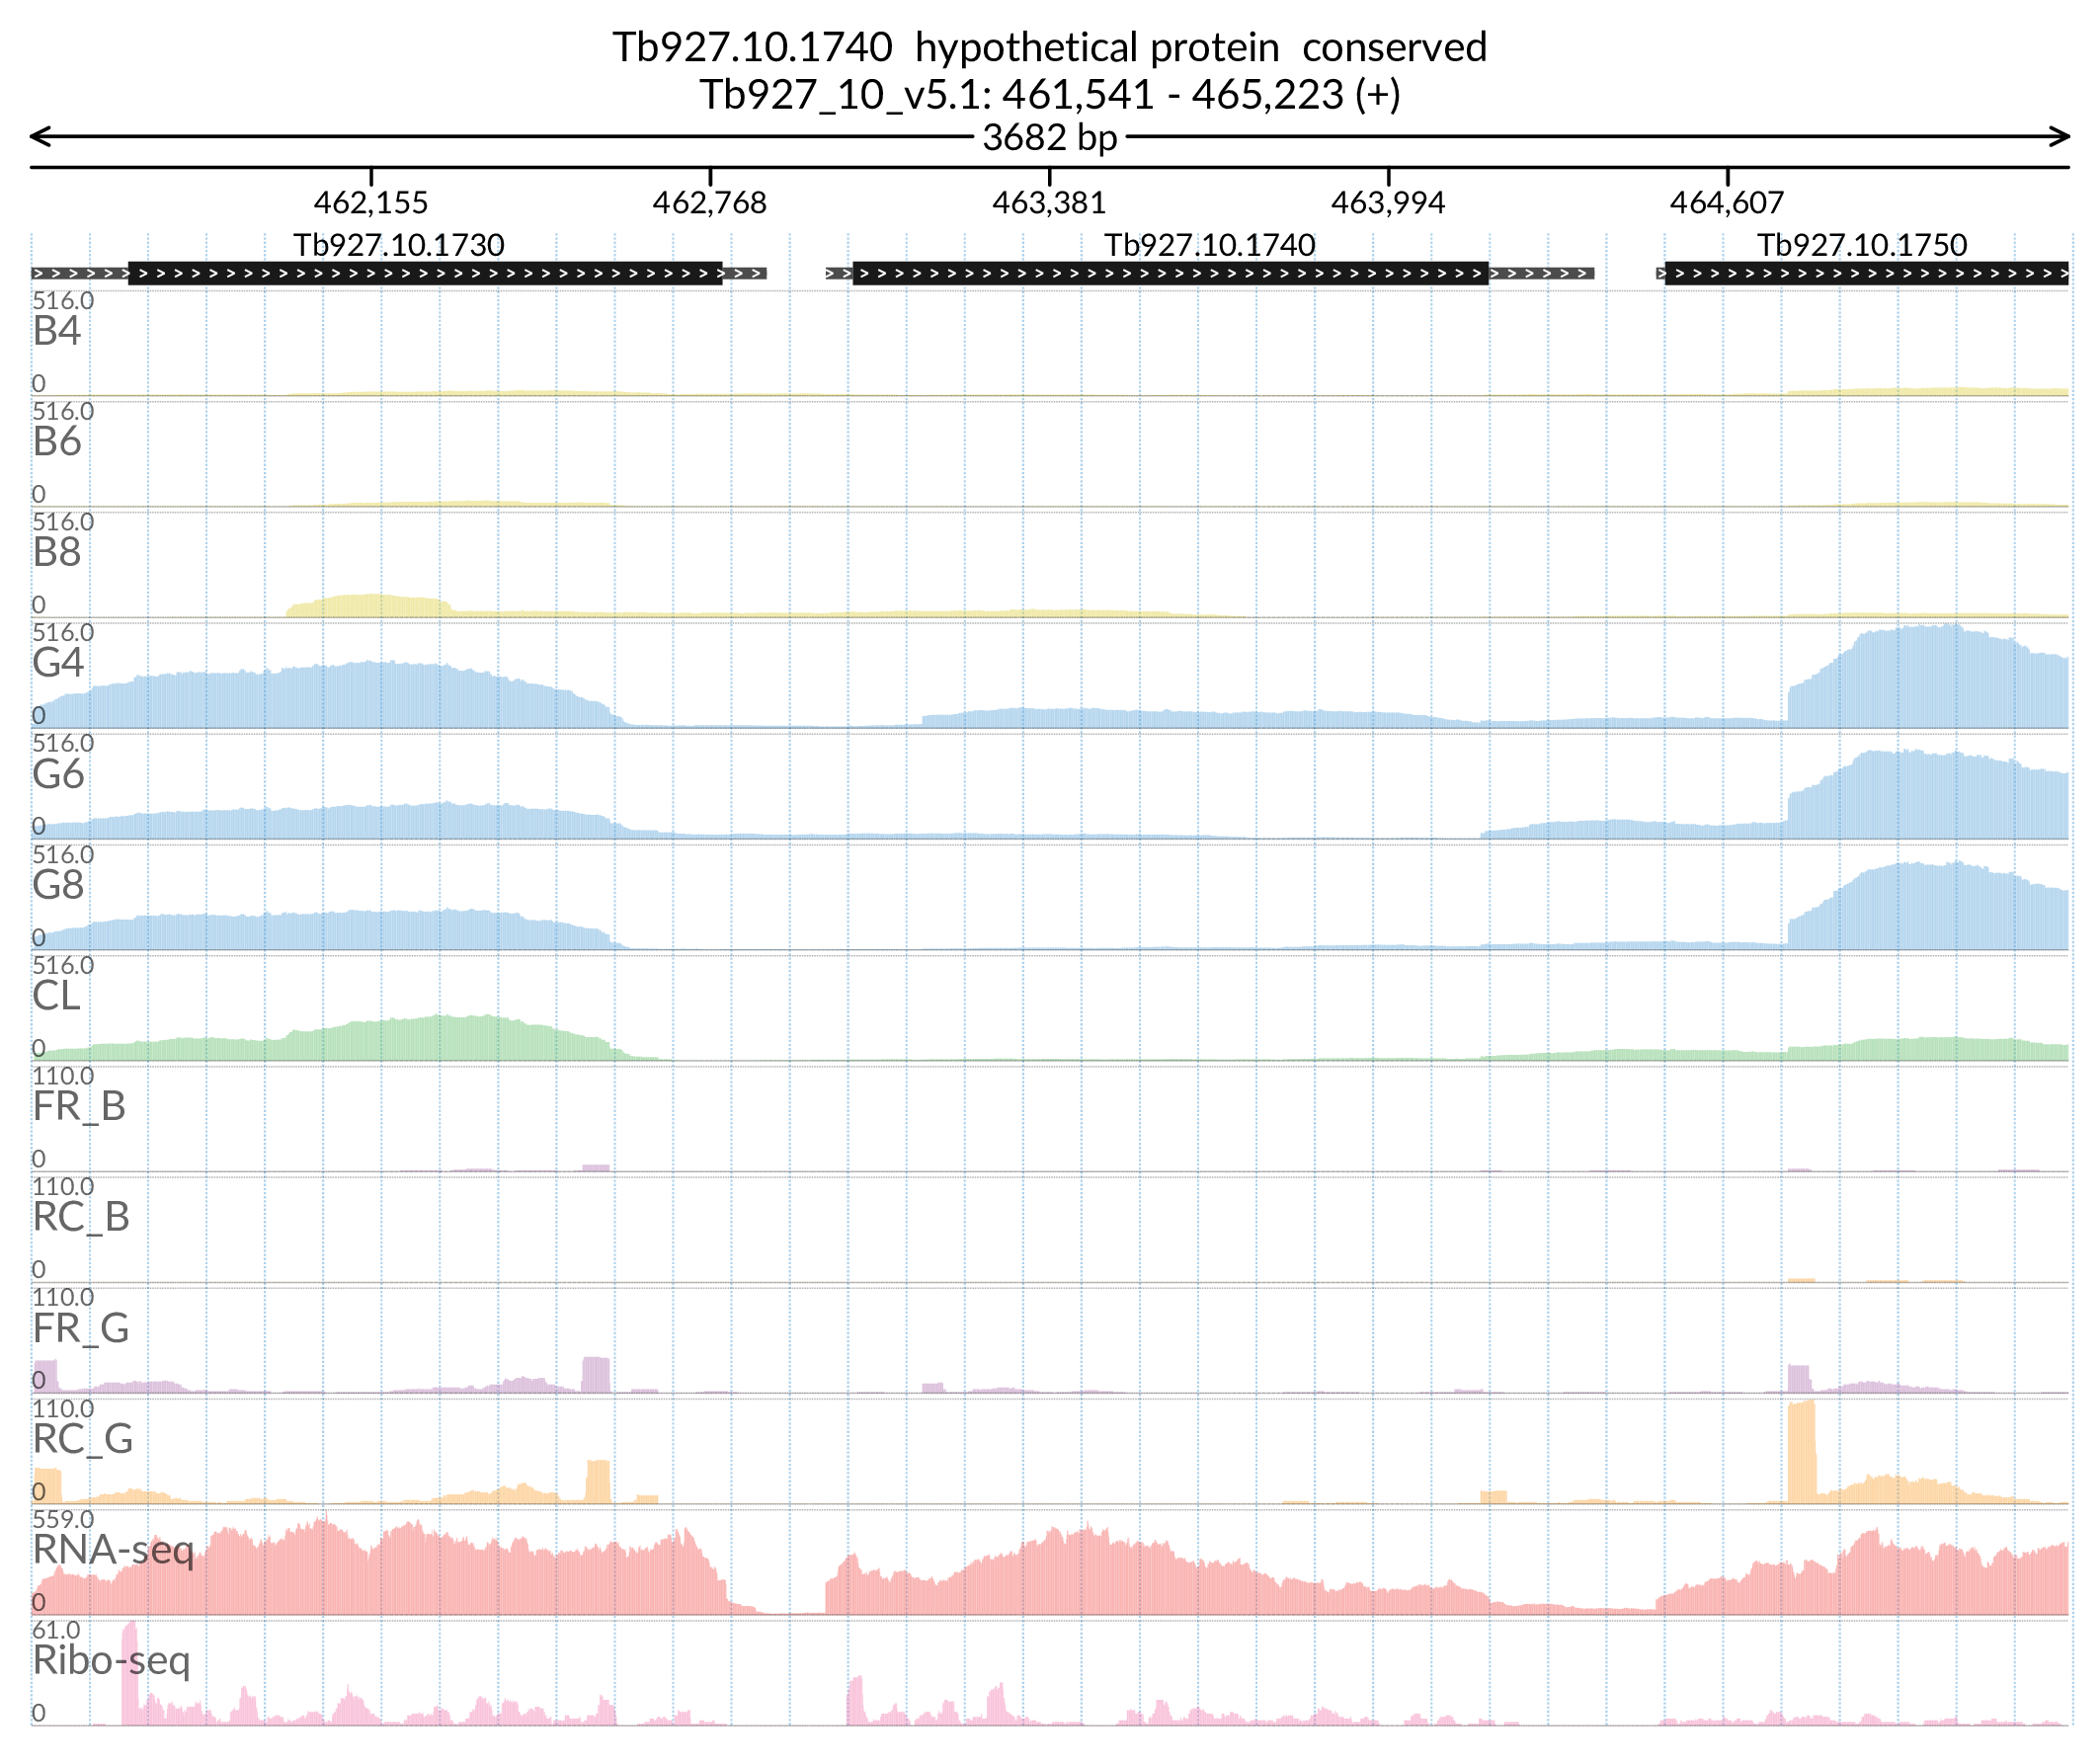 Tb927.10.1740  hypothetical protein  conserved
Tb927_10_v5.1: 461,541 - 465,223 (+)
3682 bp
462,155 462,768 463,381 463,994 464,607
Tb927.10.1730 Tb927.10.1740 Tb927.10.1750
516.0
B4
0
516.0
B6
0
516.0
B8
0
516.0
G4
0
516.0
G6
0
516.0
G8
0
516.0
CL
0
110.0
FR_B
0
110.0
RC_B
0
110.0
FR_G
0
110.0
RC_G
0
559.0
RNA-seq
0
61.0
Ribo-seq
0